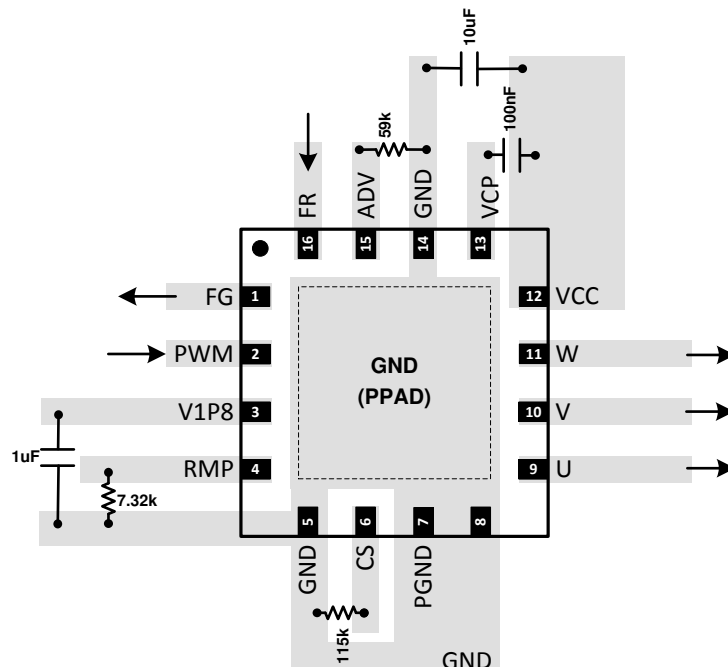 10uF
100nF
59k
FR
ADV
GND
VCP
16
15
14
13
FG
1
12
VCC
PWM
2
11
W
GND
(PPAD)
V1P8
3
10
V
1uF
RMP
4
9
U
7.32k
5
6
7
8
GND
CS
PGND
115k
GND